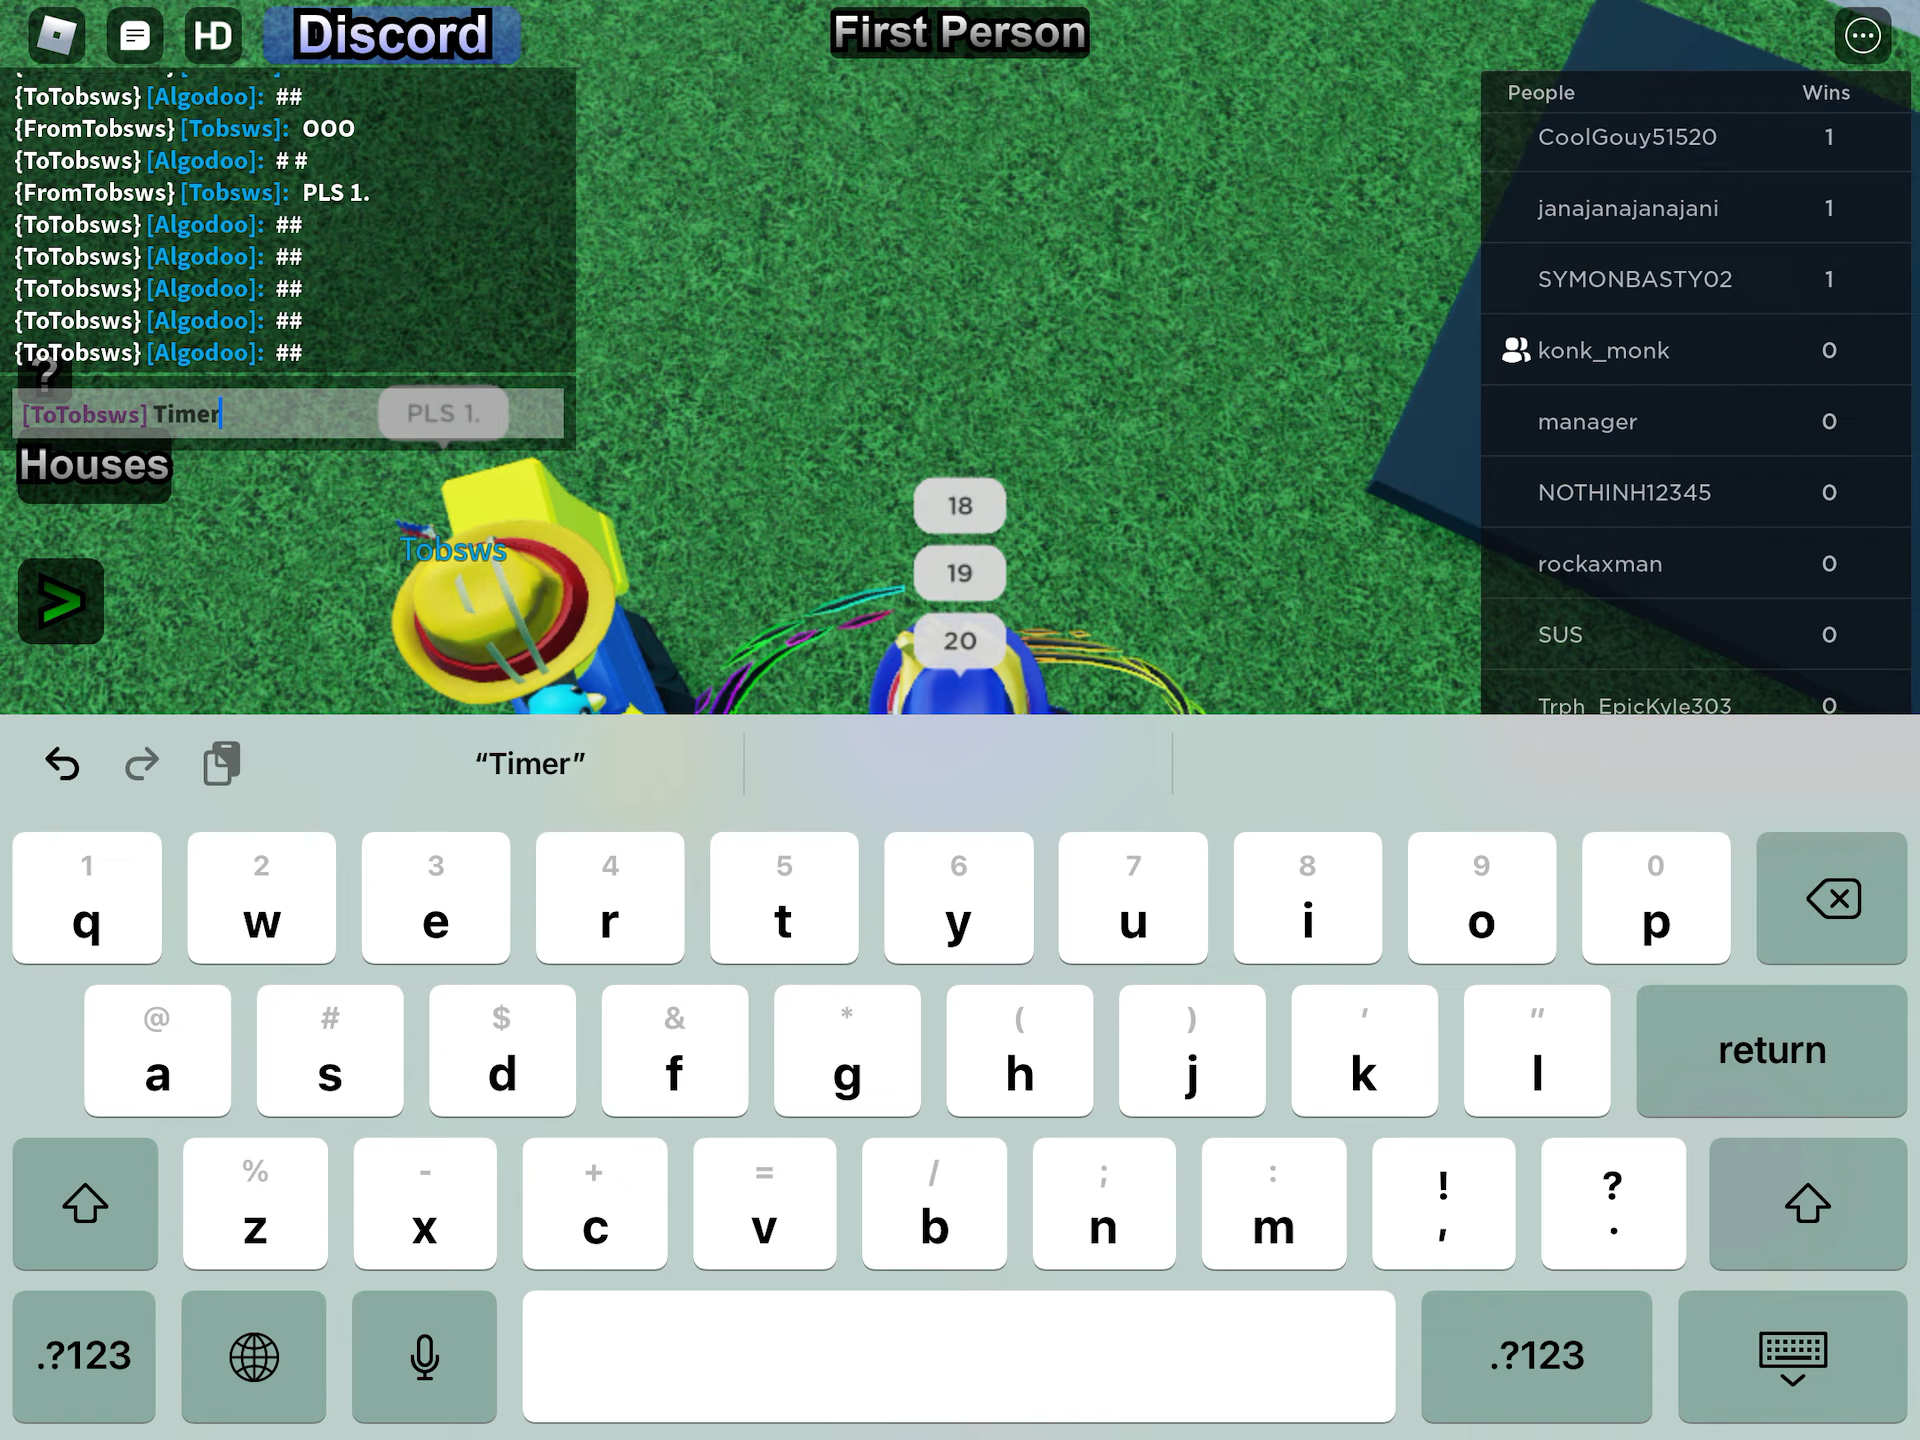 HD
Discord
First Person
{ToTobsws} [Algodoo]: ##
{FromTobsws} [Tobsws]: OOO
{ToTobsws} [Algodoo]: # #
{FromTobsws} [Tobsws]: PLS 1.
{ToTobsws} [Algodoo]: ##
{ToTobsws} [Algodoo]: ##
{ToTobsws} [Algodoo]: ##
{ToTobsws} [Algodoo]: ##
{ToTobsws} [Algodoo]: ##
?
[ToTobsws] Timer
PLS 1.
Houses
Tobsws
>
18
19
20
People Wins
CoolGouy51520 1
janajanajanajani 1
SYMONBASTY02 1
konk_monk 0
manager 0
NOTHINH12345 0
rockaxman 0
SUS 0
Trph_EpicKyle303 0
“Timer”
1 2 3 4 5 6 7 8 9 0
q w e r t y u i o p
@ # $ & * ( ) ' "
a s d f g h j k l return
% - + = / ; : ! ?
z x c v b n m , .
.?123 .?123